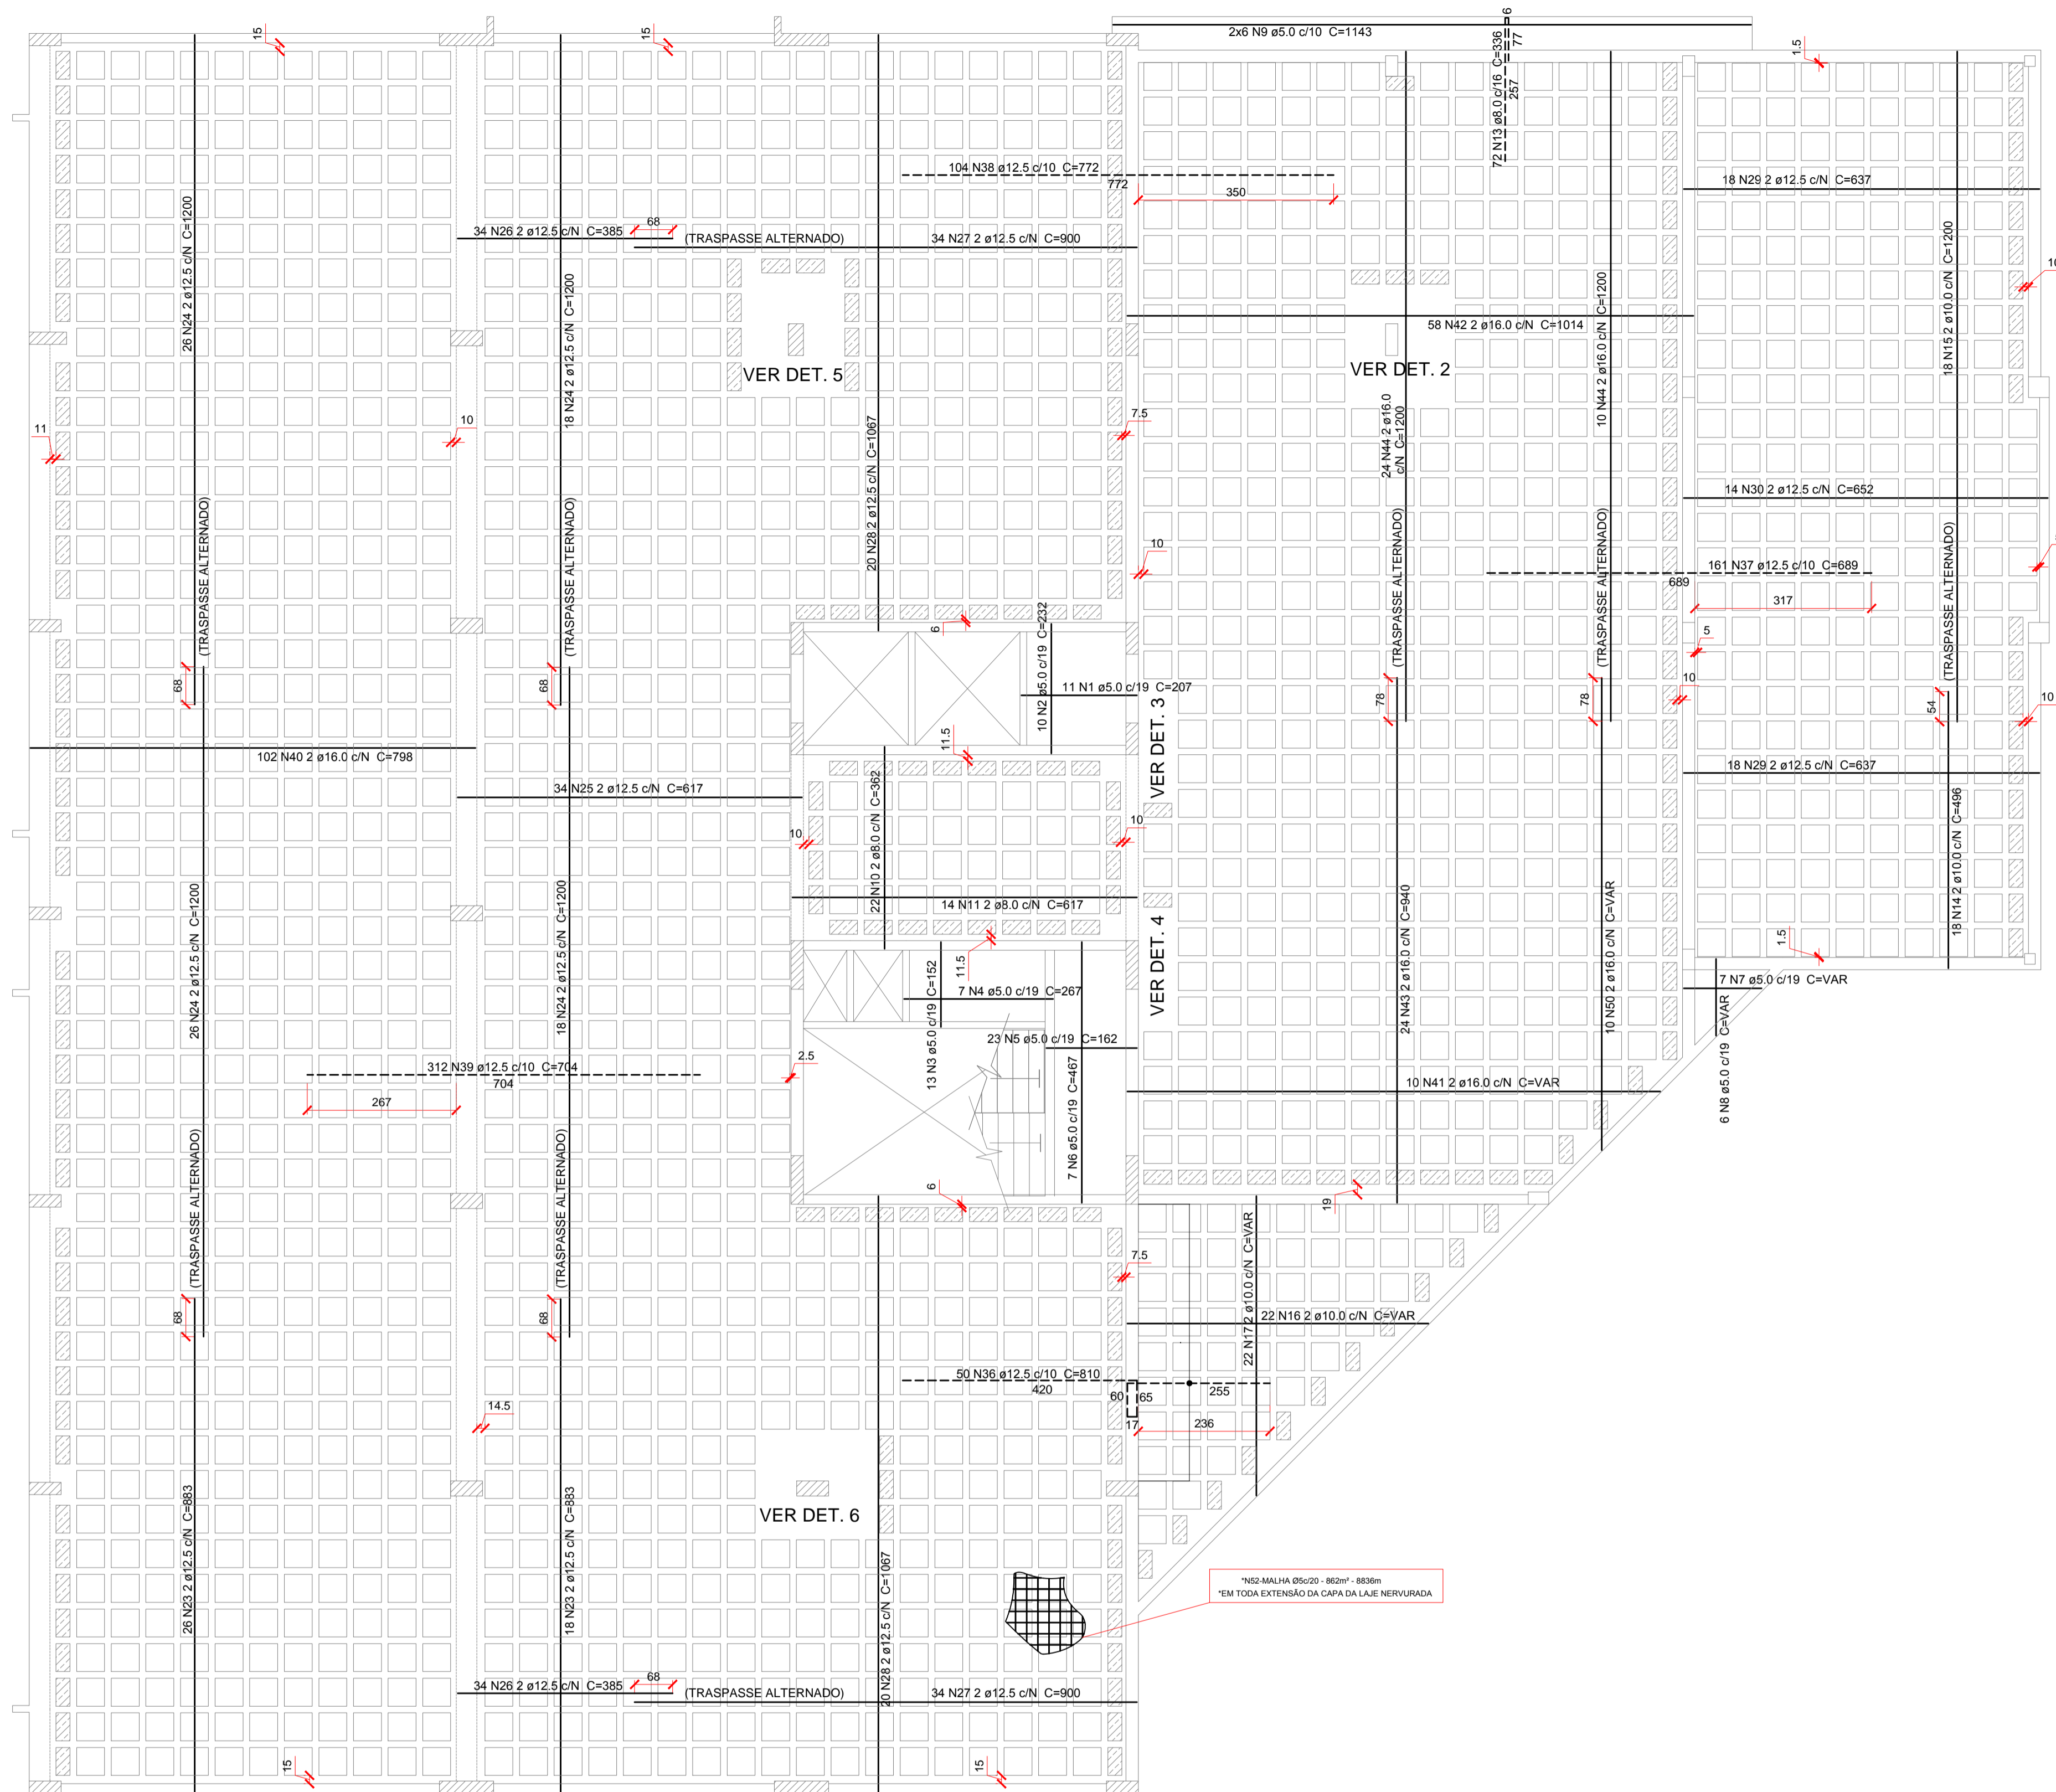 6
15
15
2x6 N9 ø5.0 c/10  C=1143
77
72 N13 ø8.0 c/16  C=336
257
1.5
104 N38 ø12.5 c/10  C=772
772
350
18 N29 2 ø12.5 c/N  C=637
26 N24 2 ø12.5 c/N  C=1200
34 N26 2 ø12.5 c/N  C=385
68
(TRASPASSE ALTERNADO)
34 N27 2 ø12.5 c/N  C=900
18 N24 2 ø12.5 c/N  C=1200
10 N44 2 ø16.0 c/N  C=1200
18 N15 2 ø10.0 c/N  C=1200
58 N42 2 ø16.0 c/N  C=1014
VER DET. 5
VER DET. 2
11
10
7.5
24 N44 2 ø16.0
c/N  C=1200
20 N28 2 ø12.5 c/N  C=1067
14 N30 2 ø12.5 c/N  C=652
(TRASPASSE ALTERNADO)
(TRASPASSE ALTERNADO)
(TRASPASSE ALTERNADO)
(TRASPASSE ALTERNADO)
(TRASPASSE ALTERNADO)
10
161 N37 ø12.5 c/10  C=689
689
317
6
10 N2 ø5.0 c/19  C=232
5
68
68
11 N1 ø5.0 c/19  C=207
78
78
10
54
10
VER DET. 3
11.5
102 N40 2 ø16.0 c/N  C=798
18 N29 2 ø12.5 c/N  C=637
34 N25 2 ø12.5 c/N  C=617
22 N10 2 ø8.0 c/N  C=362
10
10
14 N11 2 ø8.0 c/N  C=617
18 N14 2 ø10.0 c/N  C=496
26 N24 2 ø12.5 c/N  C=1200
18 N24 2 ø12.5 c/N  C=1200
24 N43 2 ø16.0 c/N  C=940
10 N50 2 ø16.0 c/N  C=VAR
VER DET. 4
11.5
1.5
7 N7 ø5.0 c/19  C=VAR
7 N4 ø5.0 c/19  C=267
13 N3 ø5.0 c/19  C=152
23 N5 ø5.0 c/19  C=162
6 N8 ø5.0 c/19  C=VAR
312 N39 ø12.5 c/10  C=704
704
267
2.5
10 N41 2 ø16.0 c/N  C=VAR
7 N6 ø5.0 c/19  C=467
(TRASPASSE ALTERNADO)
(TRASPASSE ALTERNADO)
6
19
7.5
22 N17 2 ø10.0 c/N  C=VAR
68
68
22 N16 2 ø10.0 c/N  C=VAR
50 N36 ø12.5 c/10  C=810
420
60
65
255
17
236
14.5
VER DET. 6
26 N23 2 ø12.5 c/N  C=883
18 N23 2 ø12.5 c/N  C=883
20 N28 2 ø12.5 c/N  C=1067
*N52-MALHA Ø5c/20 - 862m² - 8836m
*EM TODA EXTENSÃO DA CAPA DA LAJE NERVURADA
34 N26 2 ø12.5 c/N  C=385
68
(TRASPASSE ALTERNADO)
34 N27 2 ø12.5 c/N  C=900
15
15